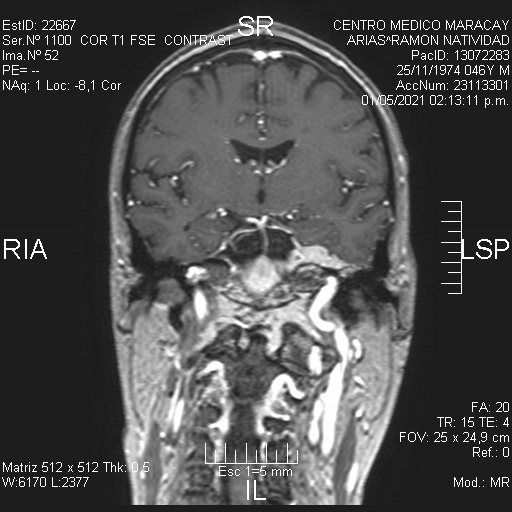 EstID: 22667
Ser.Nº 1100 COR T1 FSE CONTRAST
Ima.Nº 52
PE= --
NAq: 1 Loc: -8,1 Cor
SR
CENTRO MEDICO MARACAY
ARIAS^RAMON NATIVIDAD
PacID: 13072283
25/11/1974 046Y M
AccNum: 23113301
01/05/2021 02:13:11 p.m.
RIA
LSP
FA: 20
TR: 15 TE: 4
FOV: 25 x 24,9 cm
Ref.: 0
Matriz 512 x 512 Thk: 0,5
W:6170 L:2377
Esc 1=5 mm
IL
Mod.: MR